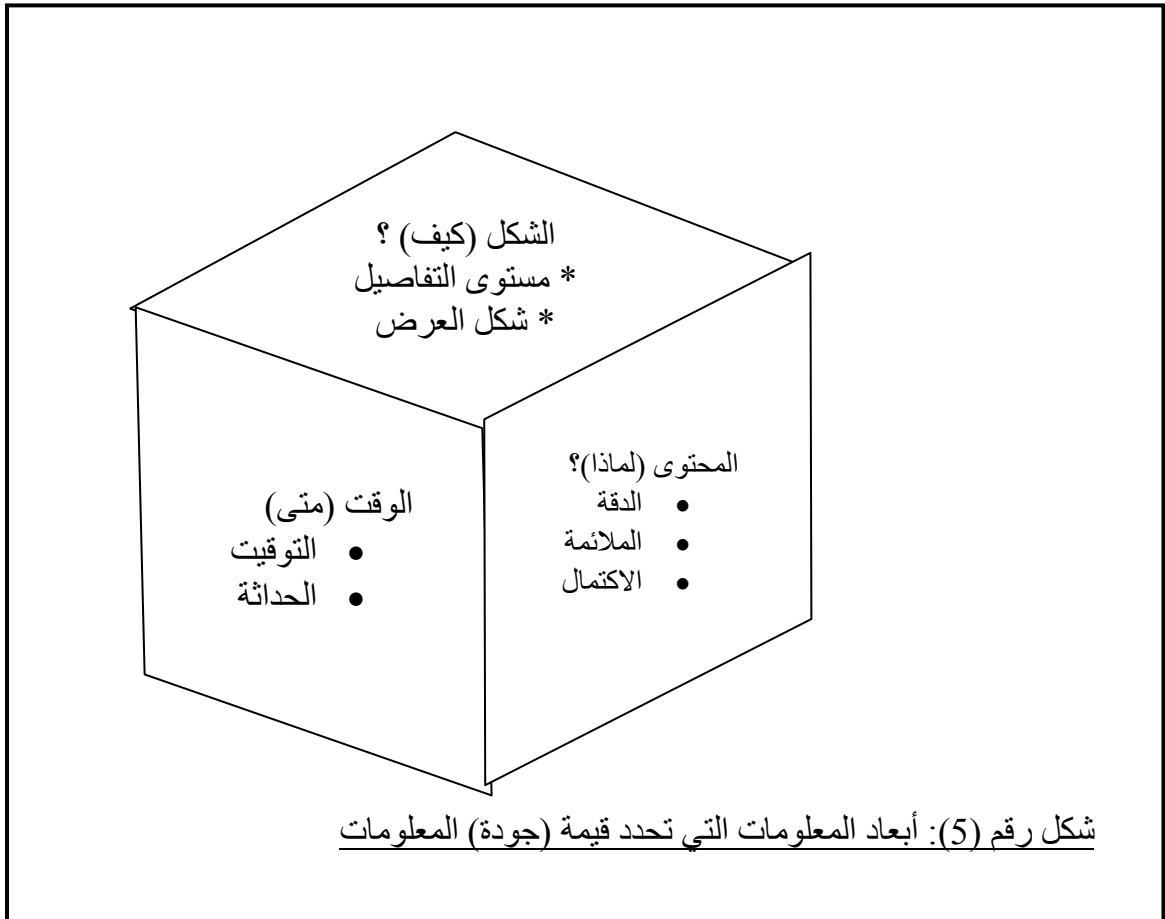 الشكل (كيف) ؟
* مستوى التفاصيل
* شكل العرض
المحتوى (لماذا)؟
• الدقة
• الملائمة
• الاكتمال
الوقت (متى)
• التوقيت
• الحداثة
شكل رقم (5): أبعاد المعلومات التي تحدد قيمة (جودة) المعلومات